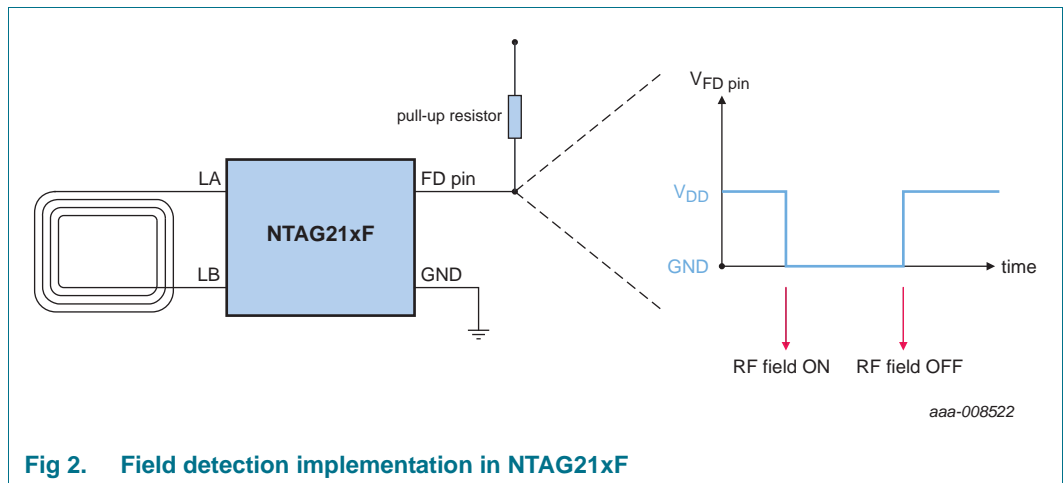 pull-up resistor
LA
FD pin
NTAG21xF
LB
GND
VFD pin
VDD
GND
time
RF field ON
RF field OFF
aaa-008522
Fig 2. Field detection implementation in NTAG21xF